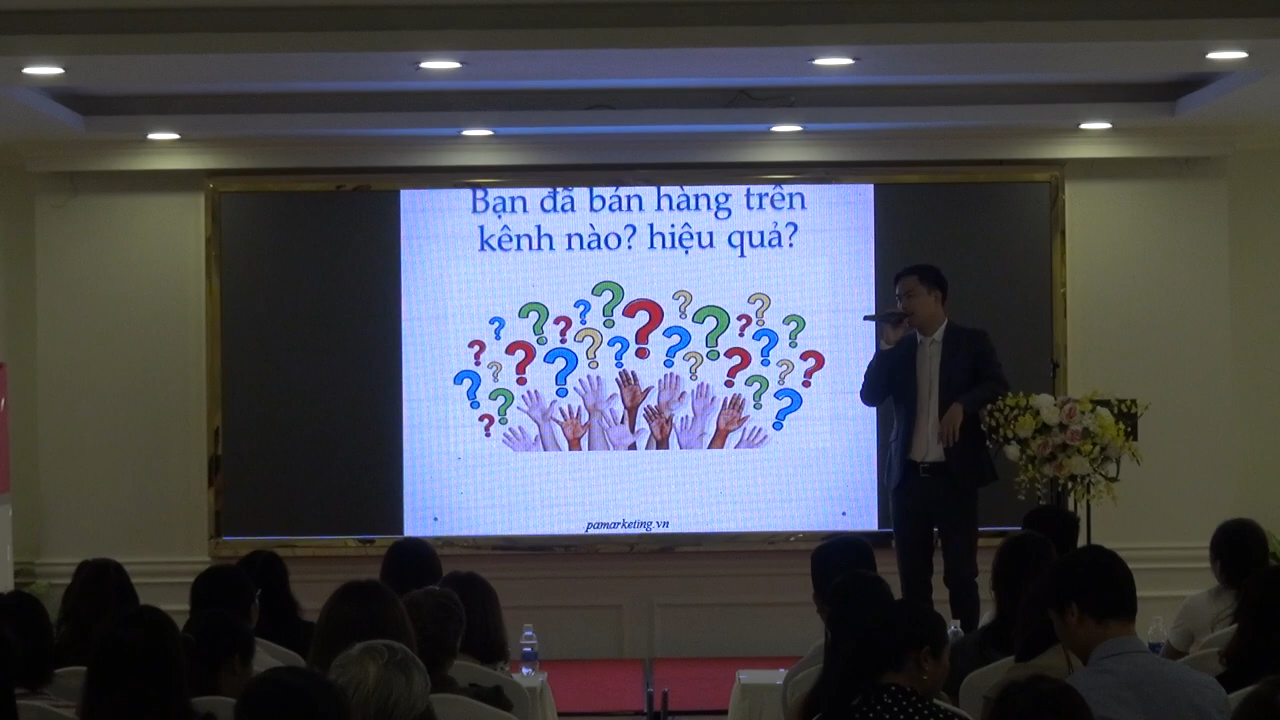 Bạn đã bán hàng trên
kênh nào? hiệu quả?
pamarketing.vn